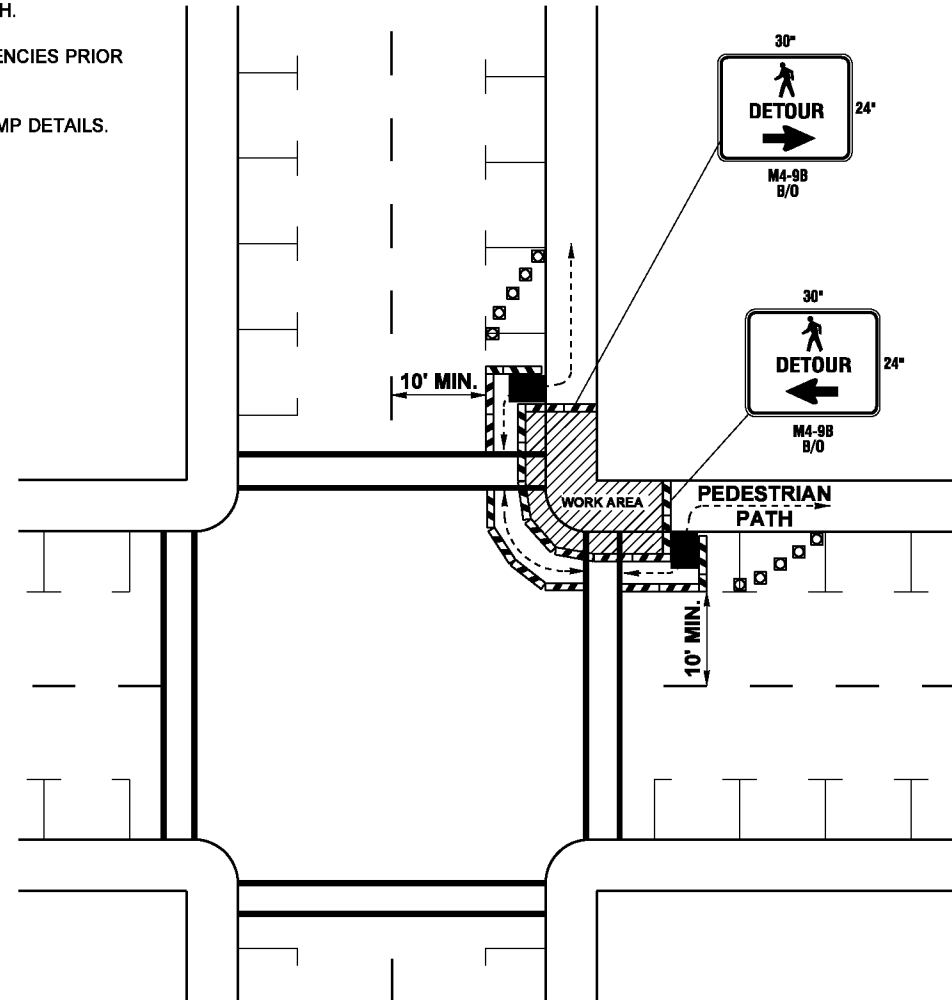 H.
ENCIES PRIOR
MP DETAILS.
30"
DETOUR
24"
M4-9B
B/O
30"
DETOUR
24"
M4-9B
B/O
10' MIN.
WORK AREA
PEDESTRIAN
PATH
10' MIN.